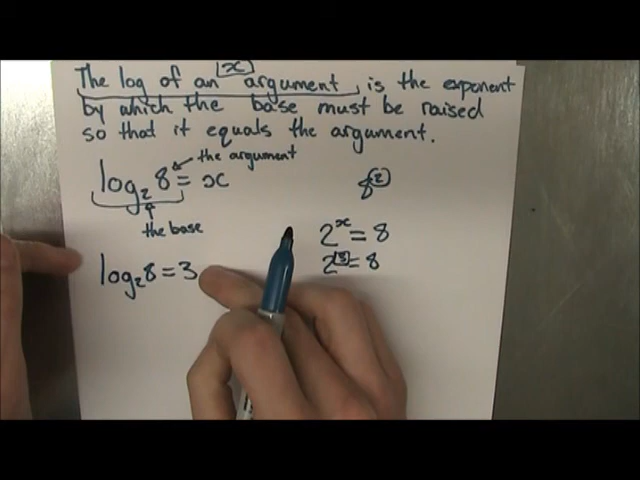 x
The log of an argument, is the exponent
by which the base must be raised
so that it equals the argument.
the argument
log₂8 = x
8²
the base
2ˣ = 8
log₂8 = 3
2³ = 8